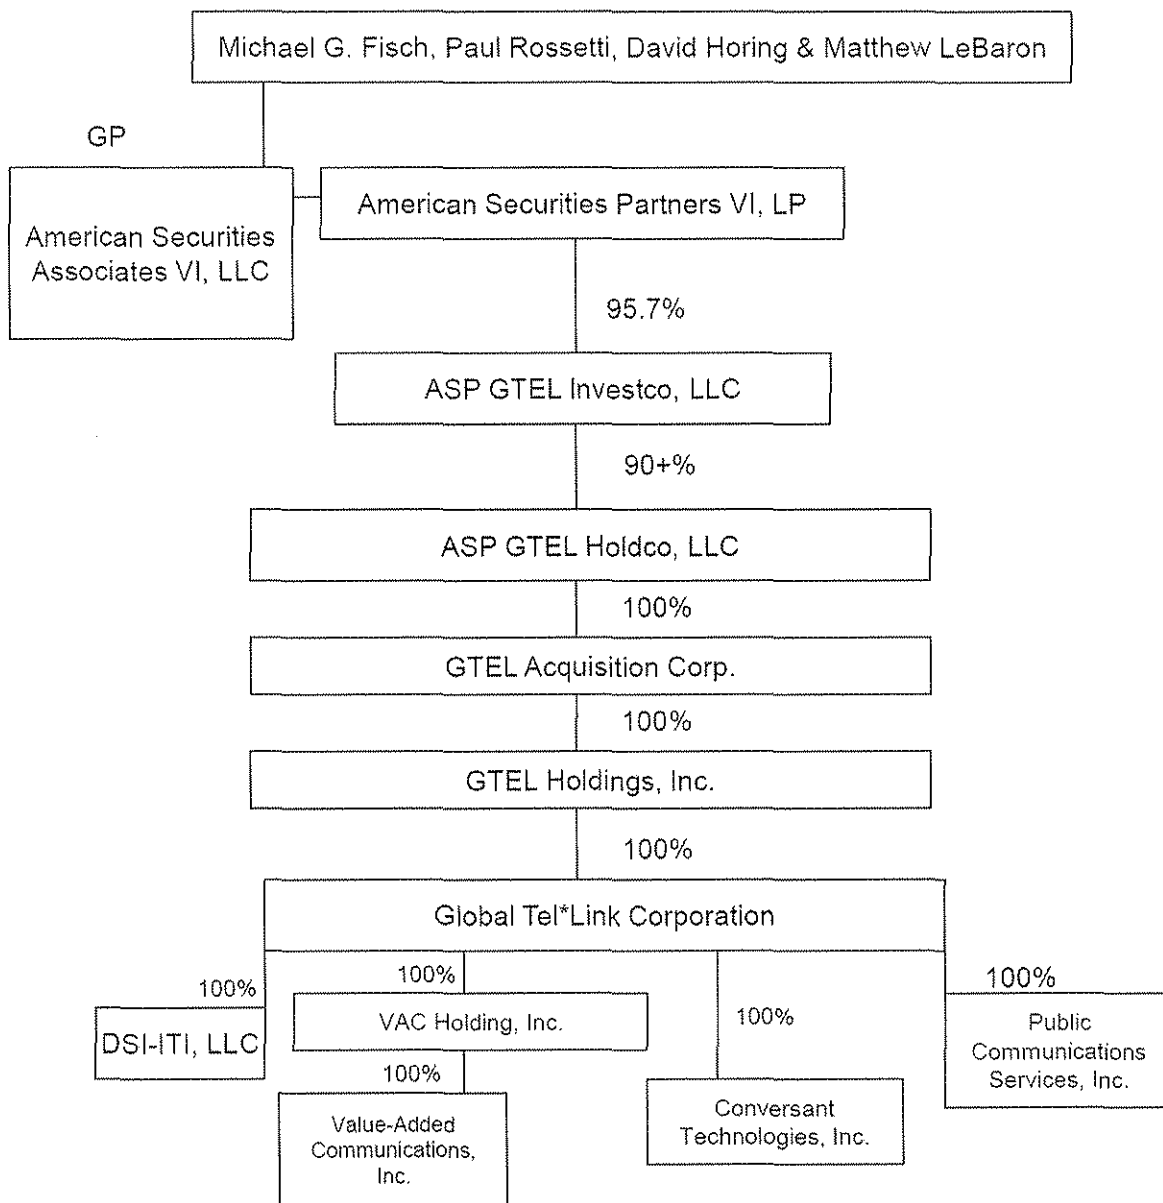 Michael G. Fisch, Paul Rossetti, David Horing & Matthew LeBaron
GP
American Securities
Associates VI, LLC
American Securities Partners VI, LP
95.7%
ASP GTEL Investco, LLC
90+%
ASP GTEL Holdco, LLC
100%
GTEL Acquisition Corp.
100%
GTEL Holdings, Inc.
100%
Global Tel*Link Corporation
100%
DSI-ITI, LLC
100%
VAC Holding, Inc.
100%
Value-Added
Communications,
Inc.
100%
Conversant
Technologies, Inc.
100%
Public
Communications
Services, Inc.